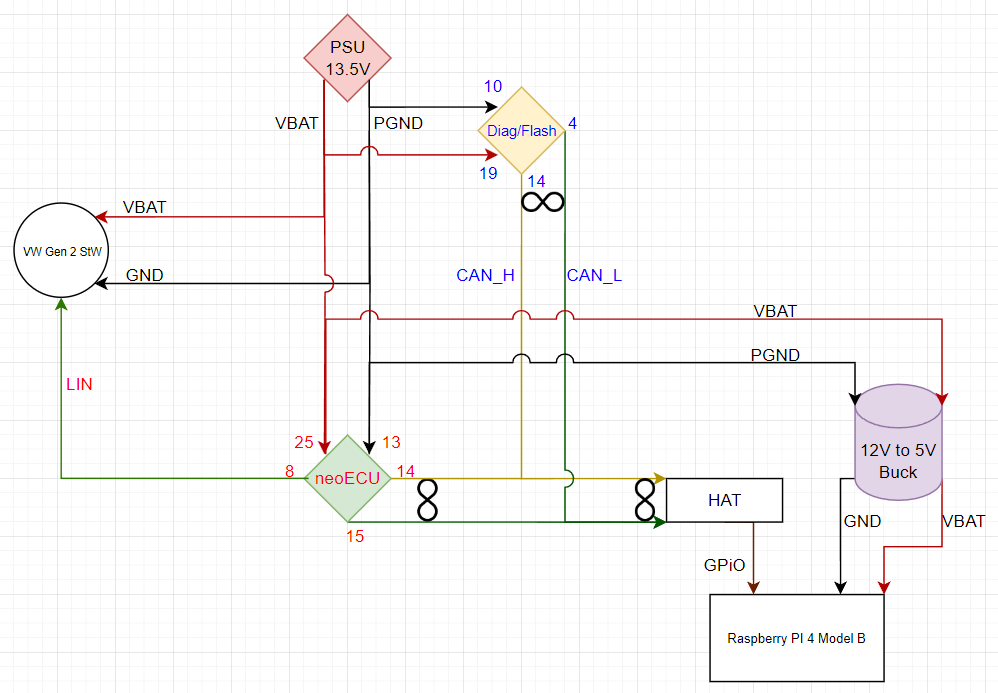 PSU
13.5V
10
VBAT
PGND
Diag/Flash
4
19
14
VBAT
VW Gen 2 StW
GND
CAN_H
CAN_L
VBAT
PGND
LIN
25
13
12V to 5V
Buck
8
neoECU
14
HAT
15
GND
VBAT
GPiO
Raspberry PI 4 Model B